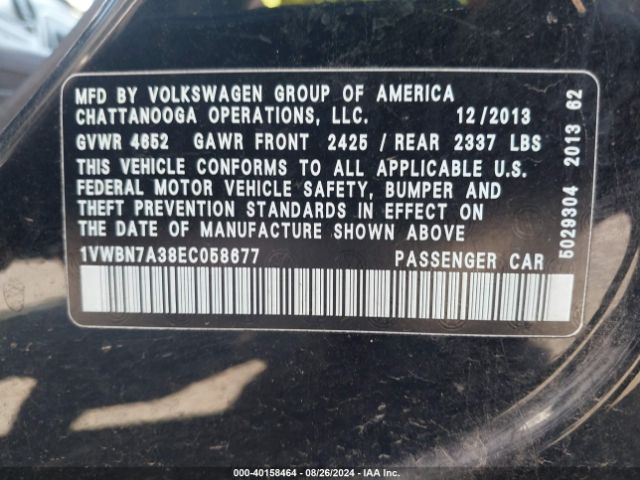 MFD BY VOLKSWAGEN GROUP OF AMERICA
CHATTANOOGA OPERATIONS, LLC. 12/2013
GVWR 4652 GAWR FRONT 2425 / REAR 2337 LBS
THIS VEHICLE CONFORMS TO ALL APPLICABLE U.S.
FEDERAL MOTOR VEHICLE SAFETY, BUMPER AND
THEFT PREVENTION STANDARDS IN EFFECT ON
THE DATE OF MANUFACTURE SHOWN ABOVE
1VWBN7A38EC058677 PASSENGER CAR
5029304 2013 62
000-40158464 - 08/26/2024 - IAA Inc.